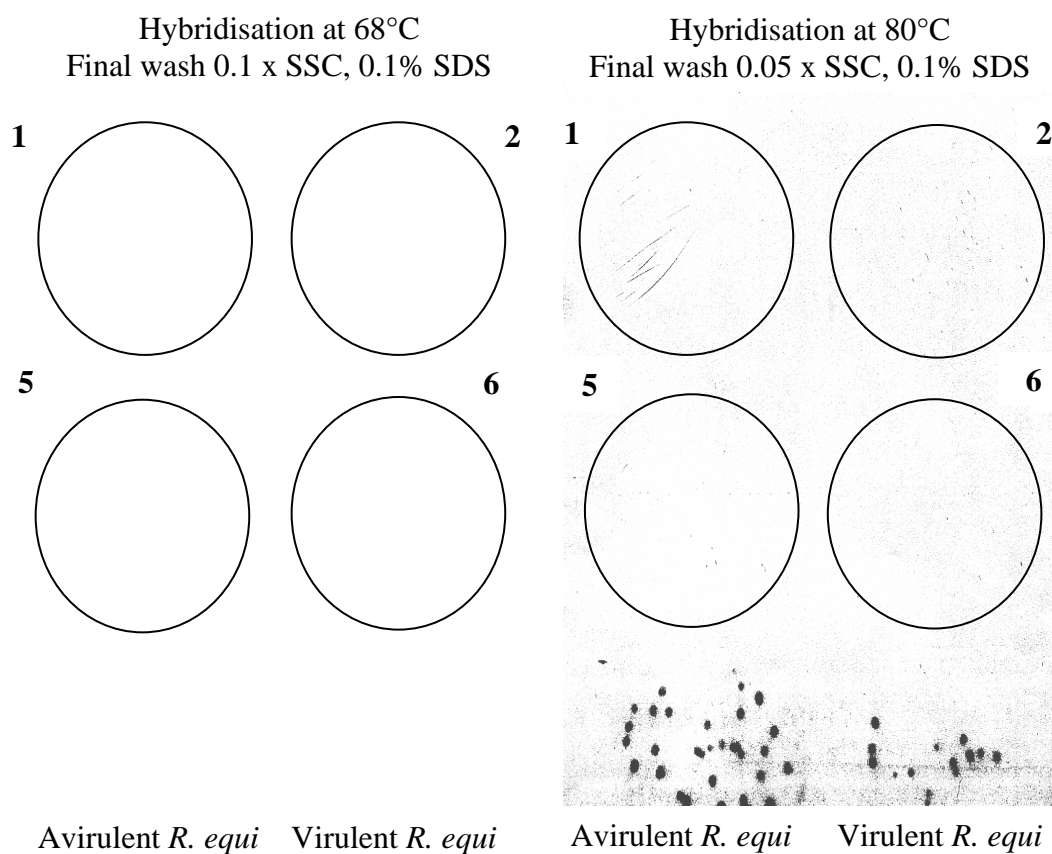 Hybridisation at 68°C
Final wash 0.1 x SSC, 0.1% SDS
Hybridisation at 80°C
Final wash 0.05 x SSC, 0.1% SDS
1
2
1
2
5
6
5
6
Avirulent R. equi
Virulent R. equi
Avirulent R. equi
Virulent R. equi